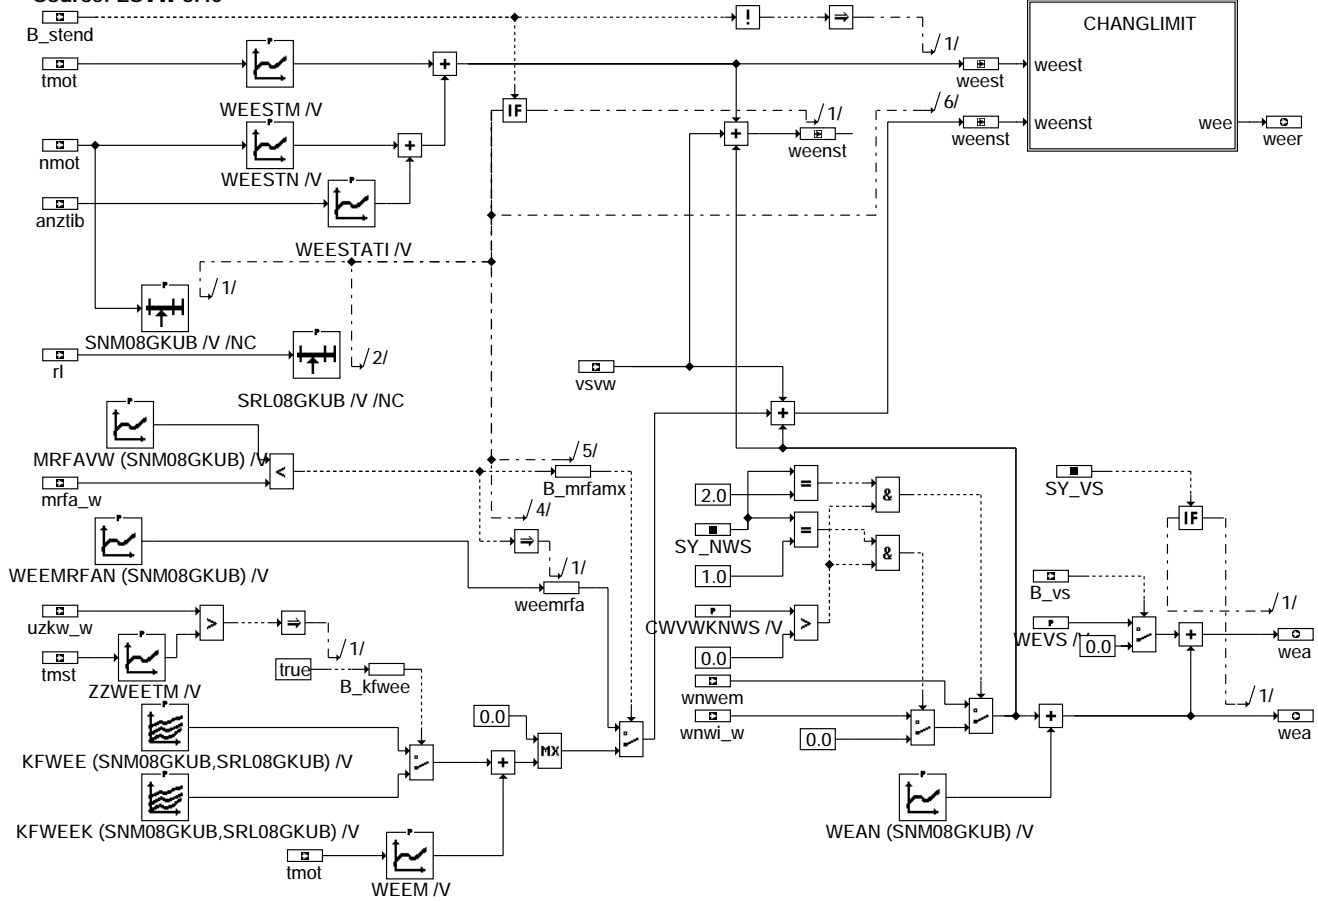 B_stend
!
⇒
/1/
CHANGLIMIT
tmot
P
WEESTM /V
+
weest
weest
IF
/1/
/6/
nmot
P
WEESTN /V
+
+
weenst
weenst
weenst
wee
weer
anztib
P
WEESTATI /V
/1/
P
SNM08GKUB /V /NC
rl
P
SRL08GKUB /V /NC
/2/
vsvw
+
P
MRFAVW (SNM08GKUB) /V
mrfa_w
<
/5/
B_mrfamx
/4/
2.0
=
&
SY_NWS
1.0
=
&
SY_VS
IF
P
WEEMRFAN (SNM08GKUB) /V
⇒
/1/
weemrfa
uzkw_w
>
⇒
/1/
tmst
P
ZZWEETM /V
true
B_kfwee
P
CWVWKNWS /V
>
0.0
wnwem
wnwi_w
0.0
B_vs
P
WEVS /V
0.0
+
/1/
wea
/1/
wea
P
KFWEE (SNM08GKUB,SRL08GKUB) /V
0.0
MX
+
+
P
KFWEEK (SNM08GKUB,SRL08GKUB) /V
P
WEAN (SNM08GKUB) /V
tmot
P
WEEM /V